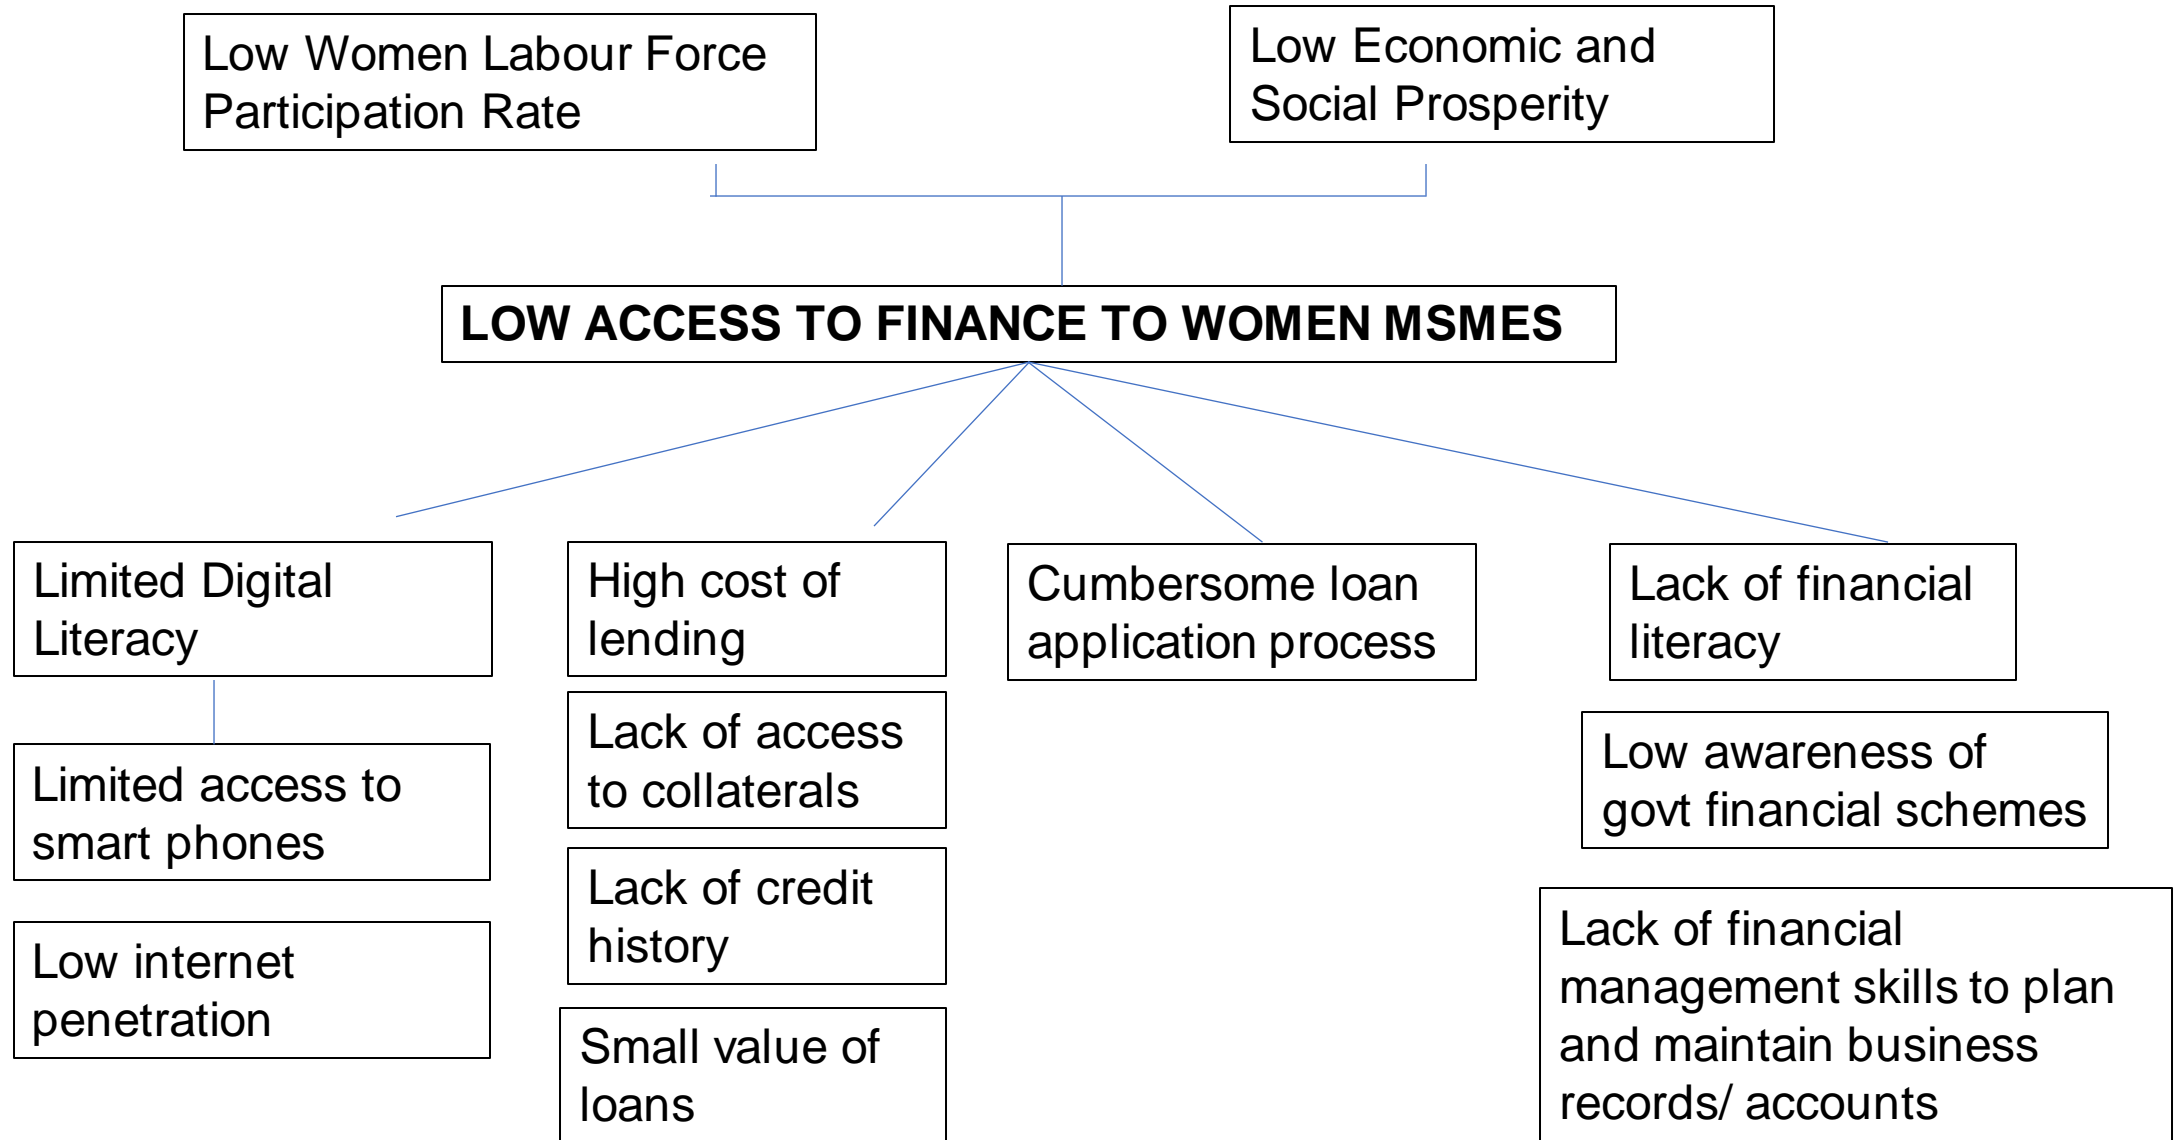 Low Women Labour Force
Participation Rate
Low Economic and
Social Prosperity
LOW ACCESS TO FINANCE TO WOMEN MSMES
Limited Digital
Literacy
Limited access to
smart phones
Low internet
penetration
High cost of
lending
Lack of access
to collaterals
Lack of credit
history
Small value of
loans
Cumbersome loan
application process
Lack of financial
literacy
Low awareness of
govt financial schemes
Lack of financial
management skills to plan
and maintain business
records/ accounts